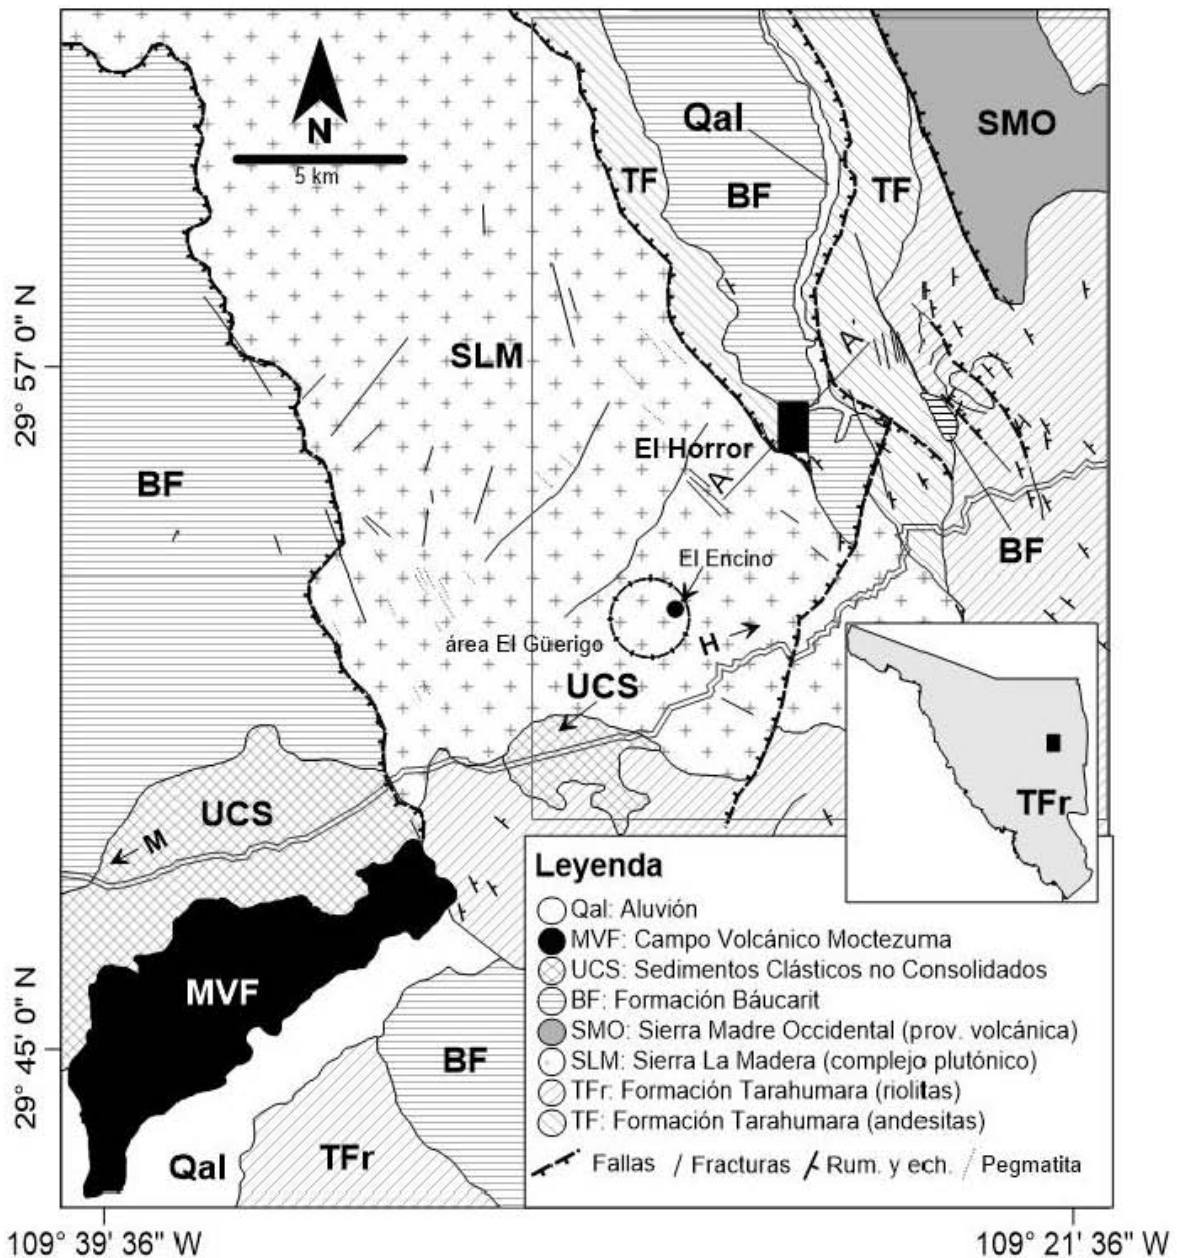 Qal
SMO
N
5 km
TF
BF
TF
29° 57' 0" N
SLM
A'
El Horror
A
BF
BF
El Encino
área El Güerigo
H
UCS
UCS
M
TFr
MVF
29° 45' 0" N
BF
Qal
TFr
Leyenda
Qal: Aluvión
MVF: Campo Volcánico Moctezuma
UCS: Sedimentos Clásticos no Consolidados
BF: Formación Báucarit
SMO: Sierra Madre Occidental (prov. volcánica)
SLM: Sierra La Madera (complejo plutónico)
TFr: Formación Tarahumara (riolitas)
TF: Formación Tarahumara (andesitas)
Fallas / Fracturas Rum. y ech. Pegmatita
109° 39' 36" W
109° 21' 36" W